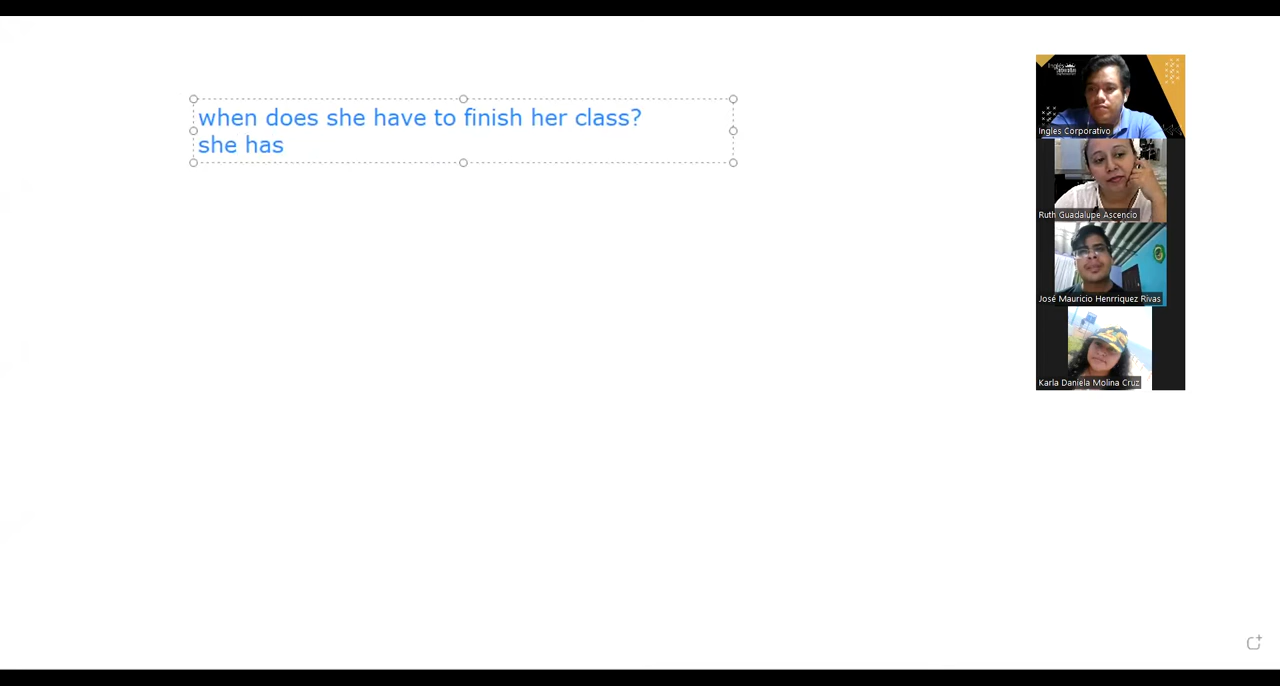 when does she have to finish her class?
she has
Ingles Corporativo
Ruth Guadalupe Ascencio
José Mauricio Henrriquez Rivas
Karla Daniela Molina Cruz